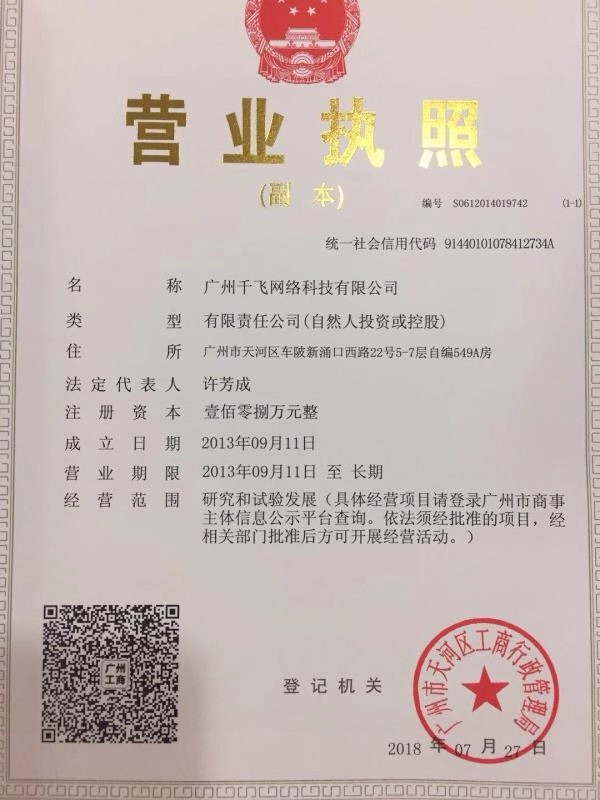 营业执照
(副本)
编号 S0612014019742 (1-1)
统一社会信用代码 91440101078412734A
名称 广州千飞网络科技有限公司
类型 有限责任公司(自然人投资或控股)
住所 广州市天河区车陂新涌口西路22号5-7层自编549A房
法定代表人 许芳成
注册资本 壹佰零捌万元整
成立日期 2013年09月11日
营业期限 2013年09月11日 至 长期
经营范围 研究和试验发展(具体经营项目请登录广州市商事
主体信息公示平台查询。依法须经批准的项目,经
相关部门批准后方可开展经营活动。)
广州
工商
登记机关
广州市天河区工商行政管理局
2018 年 07 月 27 日